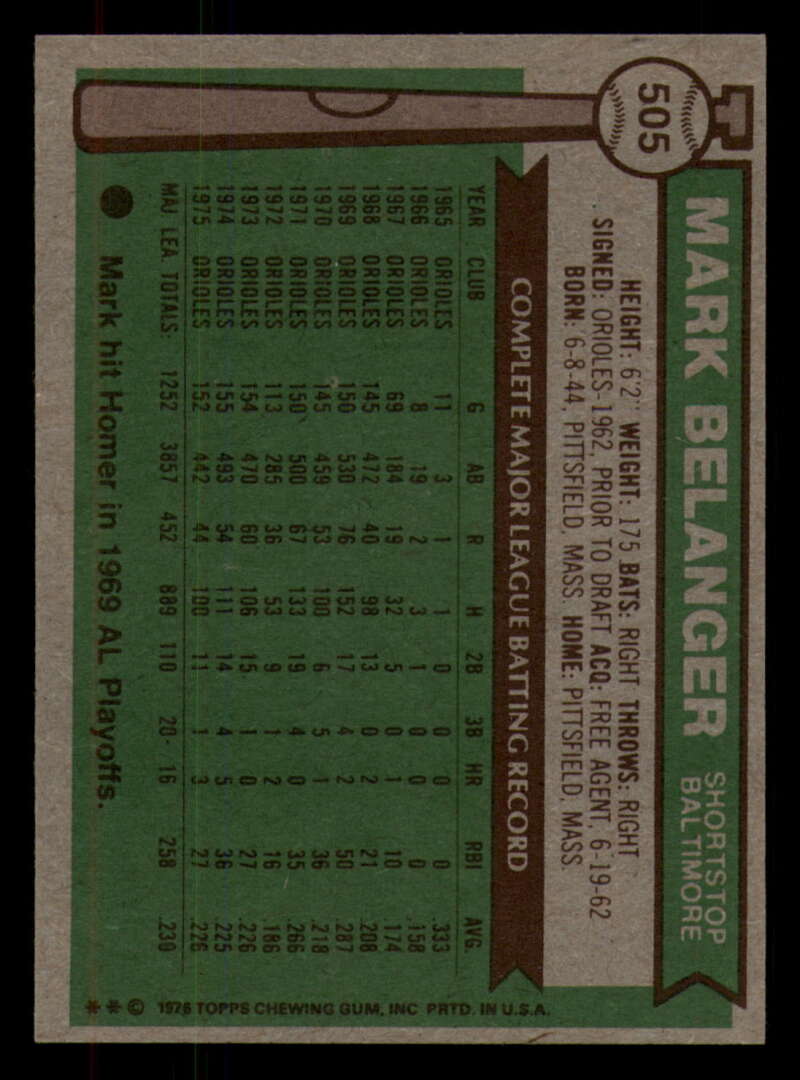 505
MARK BELANGER
SHORTSTOP
BALTIMORE
HEIGHT: 6'2" WEIGHT: 175 BATS: RIGHT THROWS: RIGHT
SIGNED: ORIOLES-1962, PRIOR TO DRAFT ACQ: FREE AGENT, 6-19-62
BORN: 6-8-44, PITTSFIELD, MASS. HOME: PITTSFIELD, MASS.
COMPLETE MAJOR LEAGUE BATTING RECORD
YEAR CLUB G AB R H 2B 3B HR RBI AVG.
1965 ORIOLES 11 3 1 1 0 0 0 0 .333
1966 ORIOLES 8 19 2 3 1 0 0 0 .158
1967 ORIOLES 69 184 19 32 5 0 1 10 .174
1968 ORIOLES 145 472 40 98 13 0 2 21 .208
1969 ORIOLES 150 530 76 152 17 4 2 50 .287
1970 ORIOLES 145 459 53 100 6 5 1 36 .218
1971 ORIOLES 150 500 67 133 19 4 0 35 .266
1972 ORIOLES 113 285 36 53 9 1 2 16 .186
1973 ORIOLES 154 470 60 106 15 1 0 27 .226
1974 ORIOLES 155 493 54 111 14 4 5 36 .225
1975 ORIOLES 152 442 44 100 11 1 3 27 .226
MAJ. LEA. TOTALS: 1252 3857 452 889 110 20 16 258 .230
Mark hit Homer in 1969 AL Playoffs.
**© 1976 TOPPS CHEWING GUM, INC PRTD. IN U.S.A.